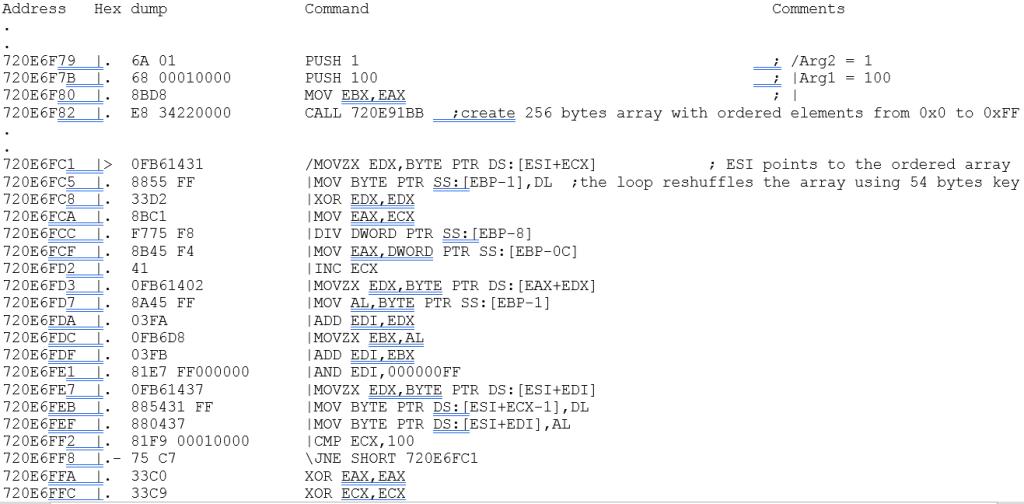 Address Hex dump Command Comments
.
.
720E6F79 |. 6A 01 PUSH 1 ; /Arg2 = 1
720E6F7B |. 68 00010000 PUSH 100 ; |Arg1 = 100
720E6F80 |. 8BD8 MOV EBX,EAX ; |
720E6F82 |. E8 34220000 CALL 720E91BB ;create 256 bytes array with ordered elements from 0x0 to 0xFF
.
.
720E6FC1 |> 0FB61431 /MOVZX EDX,BYTE PTR DS:[ESI+ECX] ; ESI points to the ordered array
720E6FC5 |. 8855 FF |MOV BYTE PTR SS:[EBP-1],DL ;the loop reshuffles the array using 54 bytes key
720E6FC8 |. 33D2 |XOR EDX,EDX
720E6FCA |. 8BC1 |MOV EAX,ECX
720E6FCC |. F775 F8 |DIV DWORD PTR SS:[EBP-8]
720E6FCF |. 8B45 F4 |MOV EAX,DWORD PTR SS:[EBP-0C]
720E6FD2 |. 41 |INC ECX
720E6FD3 |. 0FB61402 |MOVZX EDX,BYTE PTR DS:[EAX+EDX]
720E6FD7 |. 8A45 FF |MOV AL,BYTE PTR SS:[EBP-1]
720E6FDA |. 03FA |ADD EDI,EDX
720E6FDC |. 0FB6D8 |MOVZX EBX,AL
720E6FDF |. 03FB |ADD EDI,EBX
720E6FE1 |. 81E7 FF000000 |AND EDI,000000FF
720E6FE7 |. 0FB61437 |MOVZX EDX,BYTE PTR DS:[ESI+EDI]
720E6FEB |. 885431 FF |MOV BYTE PTR DS:[ESI+ECX-1],DL
720E6FEF |. 880437 |MOV BYTE PTR DS:[ESI+EDI],AL
720E6FF2 |. 81F9 00010000 |CMP ECX,100
720E6FF8 |.- 75 C7 \JNE SHORT 720E6FC1
720E6FFA |. 33C0 XOR EAX,EAX
720E6FFC |. 33C9 XOR ECX,ECX